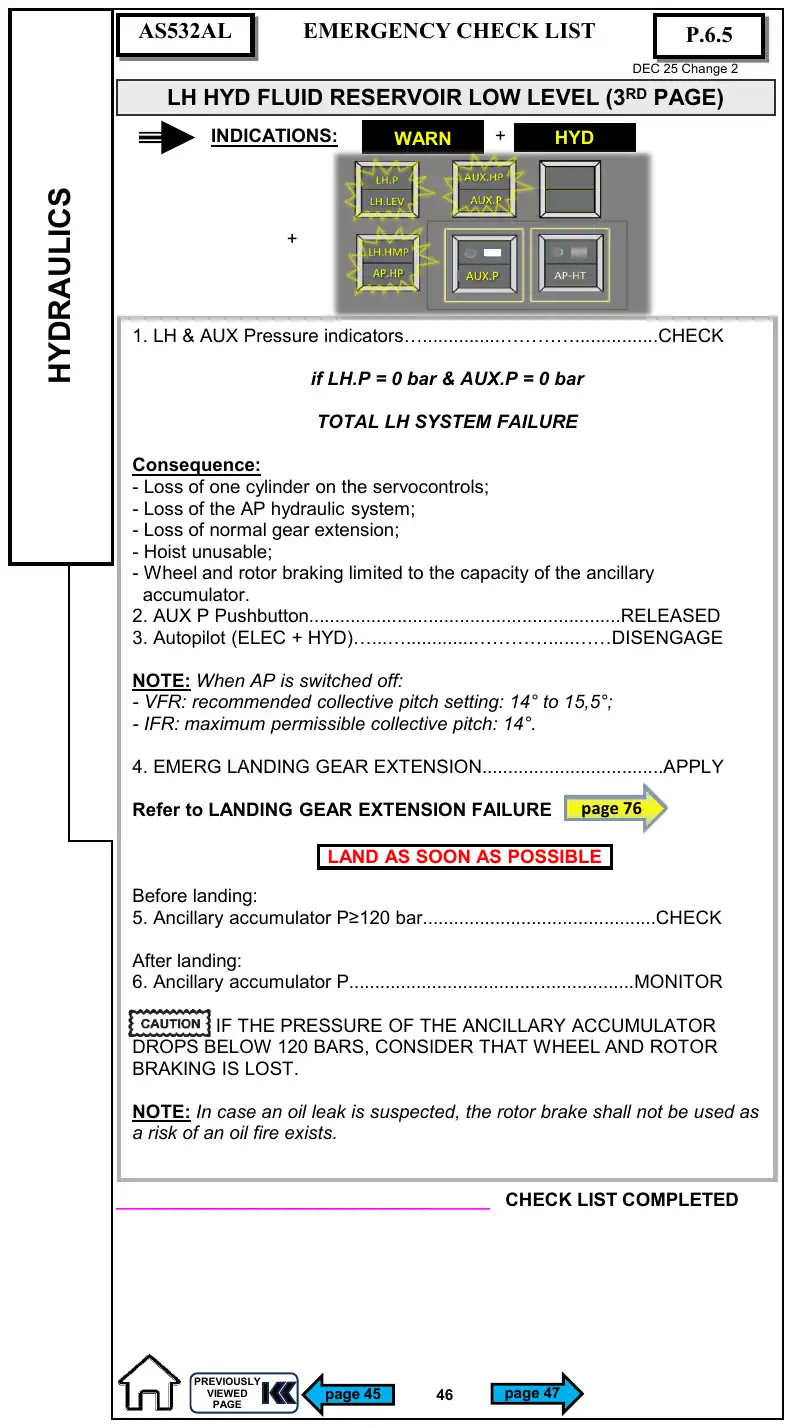 AS532AL
EMERGENCY CHECK LIST
P.6.5
DEC 25 Change 2
LH HYD FLUID RESERVOIR LOW LEVEL (3RD PAGE)
HYDRAULICS
INDICATIONS: WARN + HYD
LH.P AUX.HP
LH.LEV AUX.P
+
LH.HMP
AP.HP AUX.P AP-HT
1. LH & AUX Pressure indicators…...............…………................CHECK
if LH.P = 0 bar & AUX.P = 0 bar
TOTAL LH SYSTEM FAILURE
Consequence:
- Loss of one cylinder on the servocontrols;
- Loss of the AP hydraulic system;
- Loss of normal gear extension;
- Hoist unusable;
- Wheel and rotor braking limited to the capacity of the ancillary
accumulator.
2. AUX P Pushbutton............................................................RELEASED
3. Autopilot (ELEC + HYD)…...…..............………….....……DISENGAGE
NOTE: When AP is switched off:
- VFR: recommended collective pitch setting: 14° to 15,5°;
- IFR: maximum permissible collective pitch: 14°.
4. EMERG LANDING GEAR EXTENSION...................................APPLY
Refer to LANDING GEAR EXTENSION FAILURE page 76
LAND AS SOON AS POSSIBLE
Before landing:
5. Ancillary accumulator P≥120 bar.............................................CHECK
After landing:
6. Ancillary accumulator P.......................................................MONITOR
CAUTION IF THE PRESSURE OF THE ANCILLARY ACCUMULATOR
DROPS BELOW 120 BARS, CONSIDER THAT WHEEL AND ROTOR
BRAKING IS LOST.
NOTE: In case an oil leak is suspected, the rotor brake shall not be used as
a risk of an oil fire exists.
CHECK LIST COMPLETED
PREVIOUSLY
VIEWED
PAGE
page 45
46
page 47